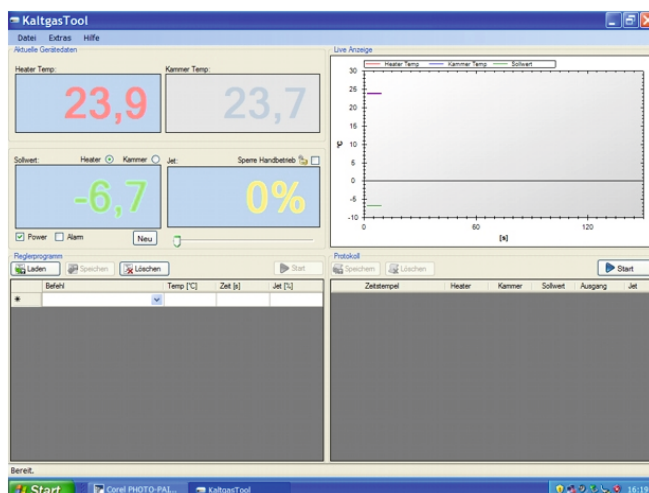 KaltgasTool
Datei Extras Hilfe
Aktuelle Gerätedaten
Heater Temp:
Kammer Temp:
23,9
23,7
Sollwert:
Heater
Kammer
Jet:
Sperre Handbetrieb
-6,7
0%
Power
Alarm
Neu
Live Anzeige
Heater Temp
Kammer Temp
Sollwert
30
25
20
15
10
5
0
-5
-10
°C
0
60
120
[s]
Reglerprogramm
Laden
Speichern
Löschen
Start
Befehl
Temp [°C]
Zeit [s]
Jet [%]
Protokoll
Speichern
Löschen
Start
Zeitstempel
Heater
Kammer
Sollwert
Ausgang
Jet
Bereit.
Start
Corel PHOTO-PAI...
KaltgasTool
16:19